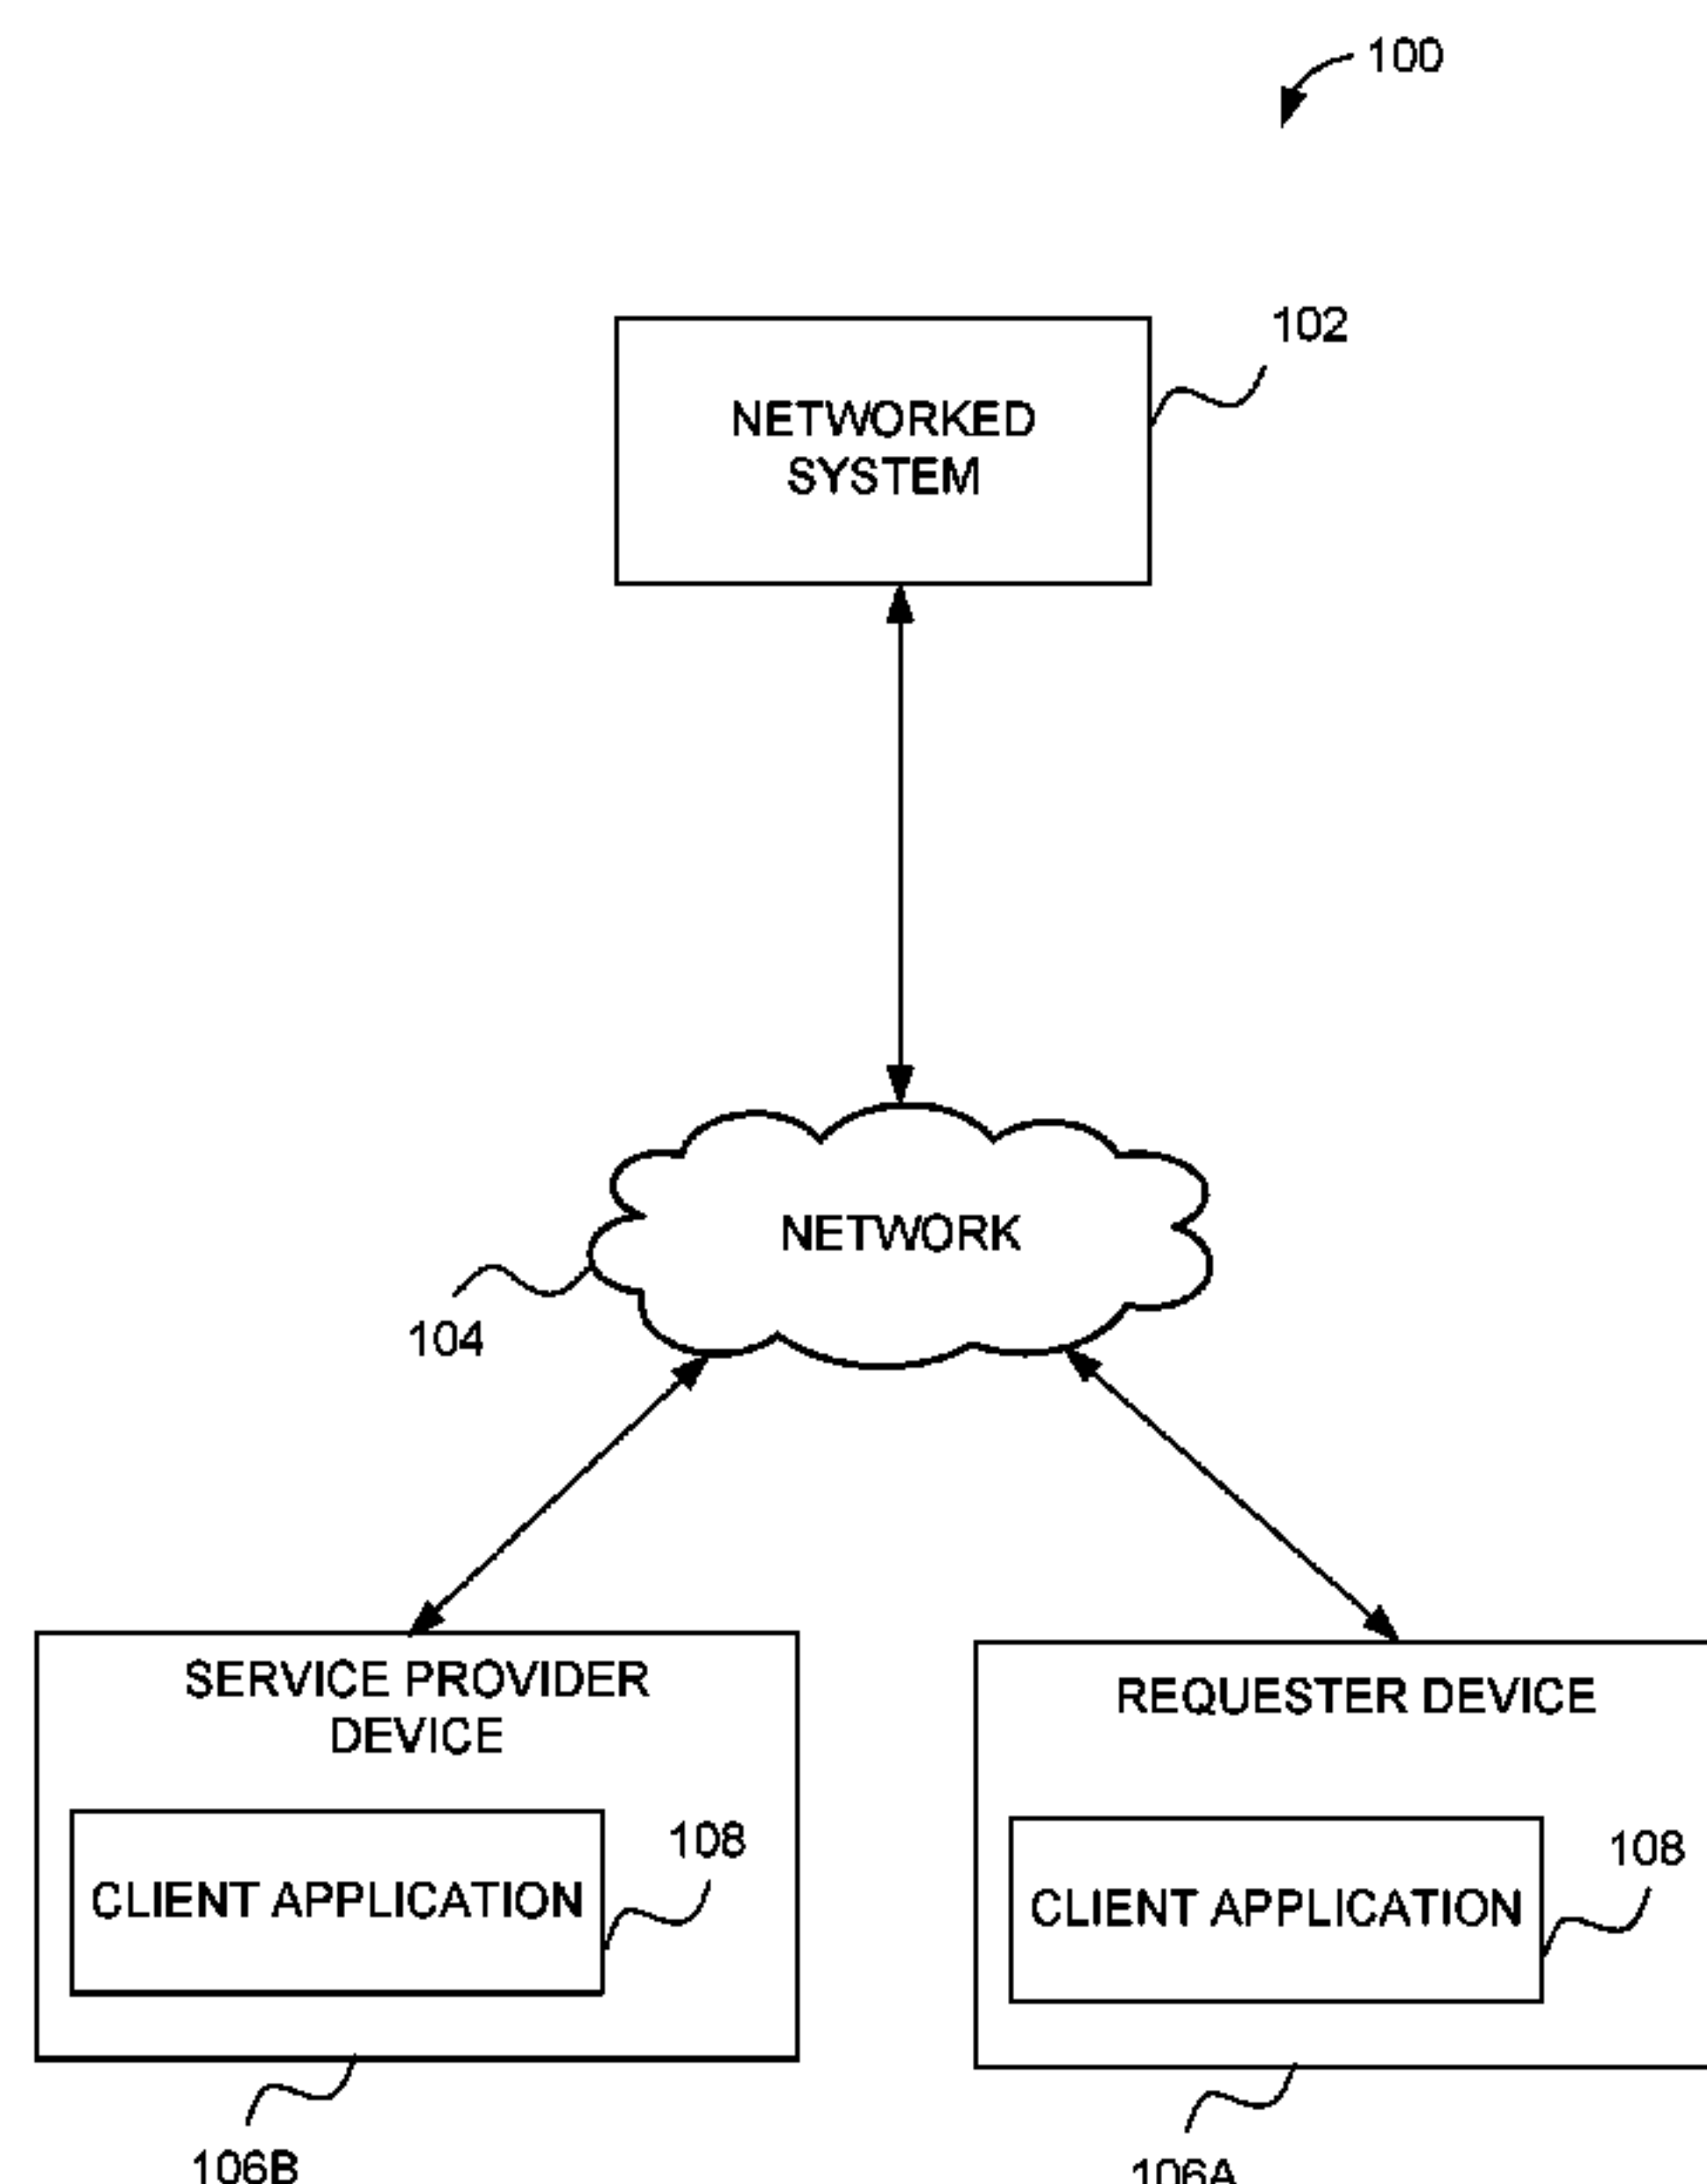 100
102
NETWORKED
SYSTEM
NETWORK
104
SERVICE PROVIDER
DEVICE
REQUESTER DEVICE
108
108
CLIENT APPLICATION
CLIENT APPLICATION
106B
106A